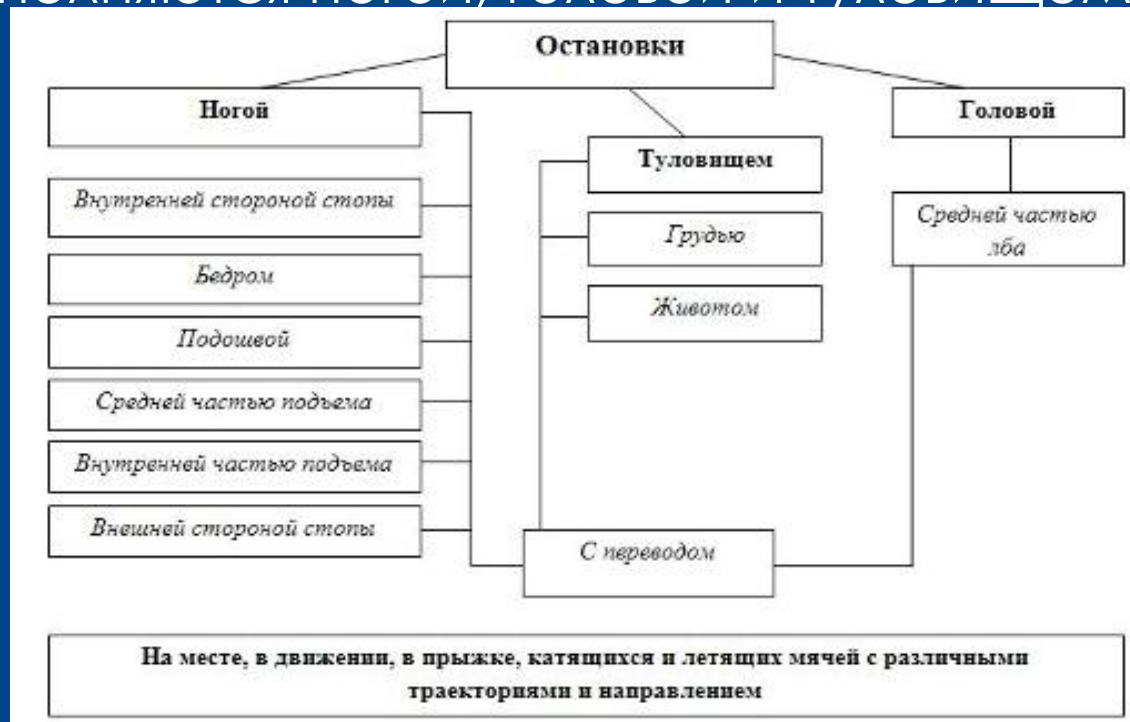 Остановки
Ногой
Головой
Туловищем
Внутренней стороной стопы
Средней частью
лба
Грудью
Бедром
Животом
Подошвой
Средней частью подъема
Внутренней частью подъема
Внешней стороной стопы
С переводом
На месте, в движении, в прыжке, катящихся и летящих мячей с различными
траекториями и направлением